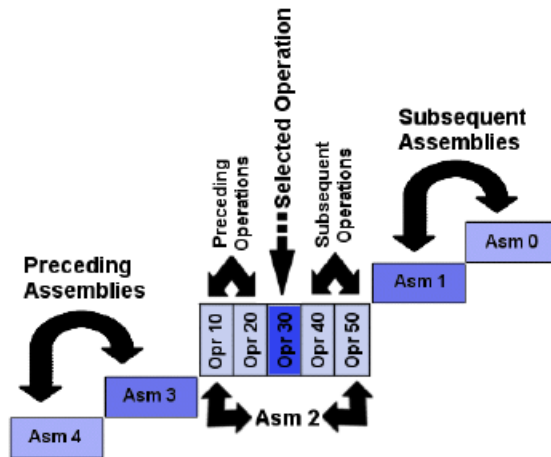 Subsequent
Assemblies
Selected Operation
Preceding
Operations
Subsequent
Operations
Asm 0
Asm 1
Preceding
Assemblies
Opr 10
Opr 20
Opr 30
Opr 40
Opr 50
Asm 3
Asm 2
Asm 4